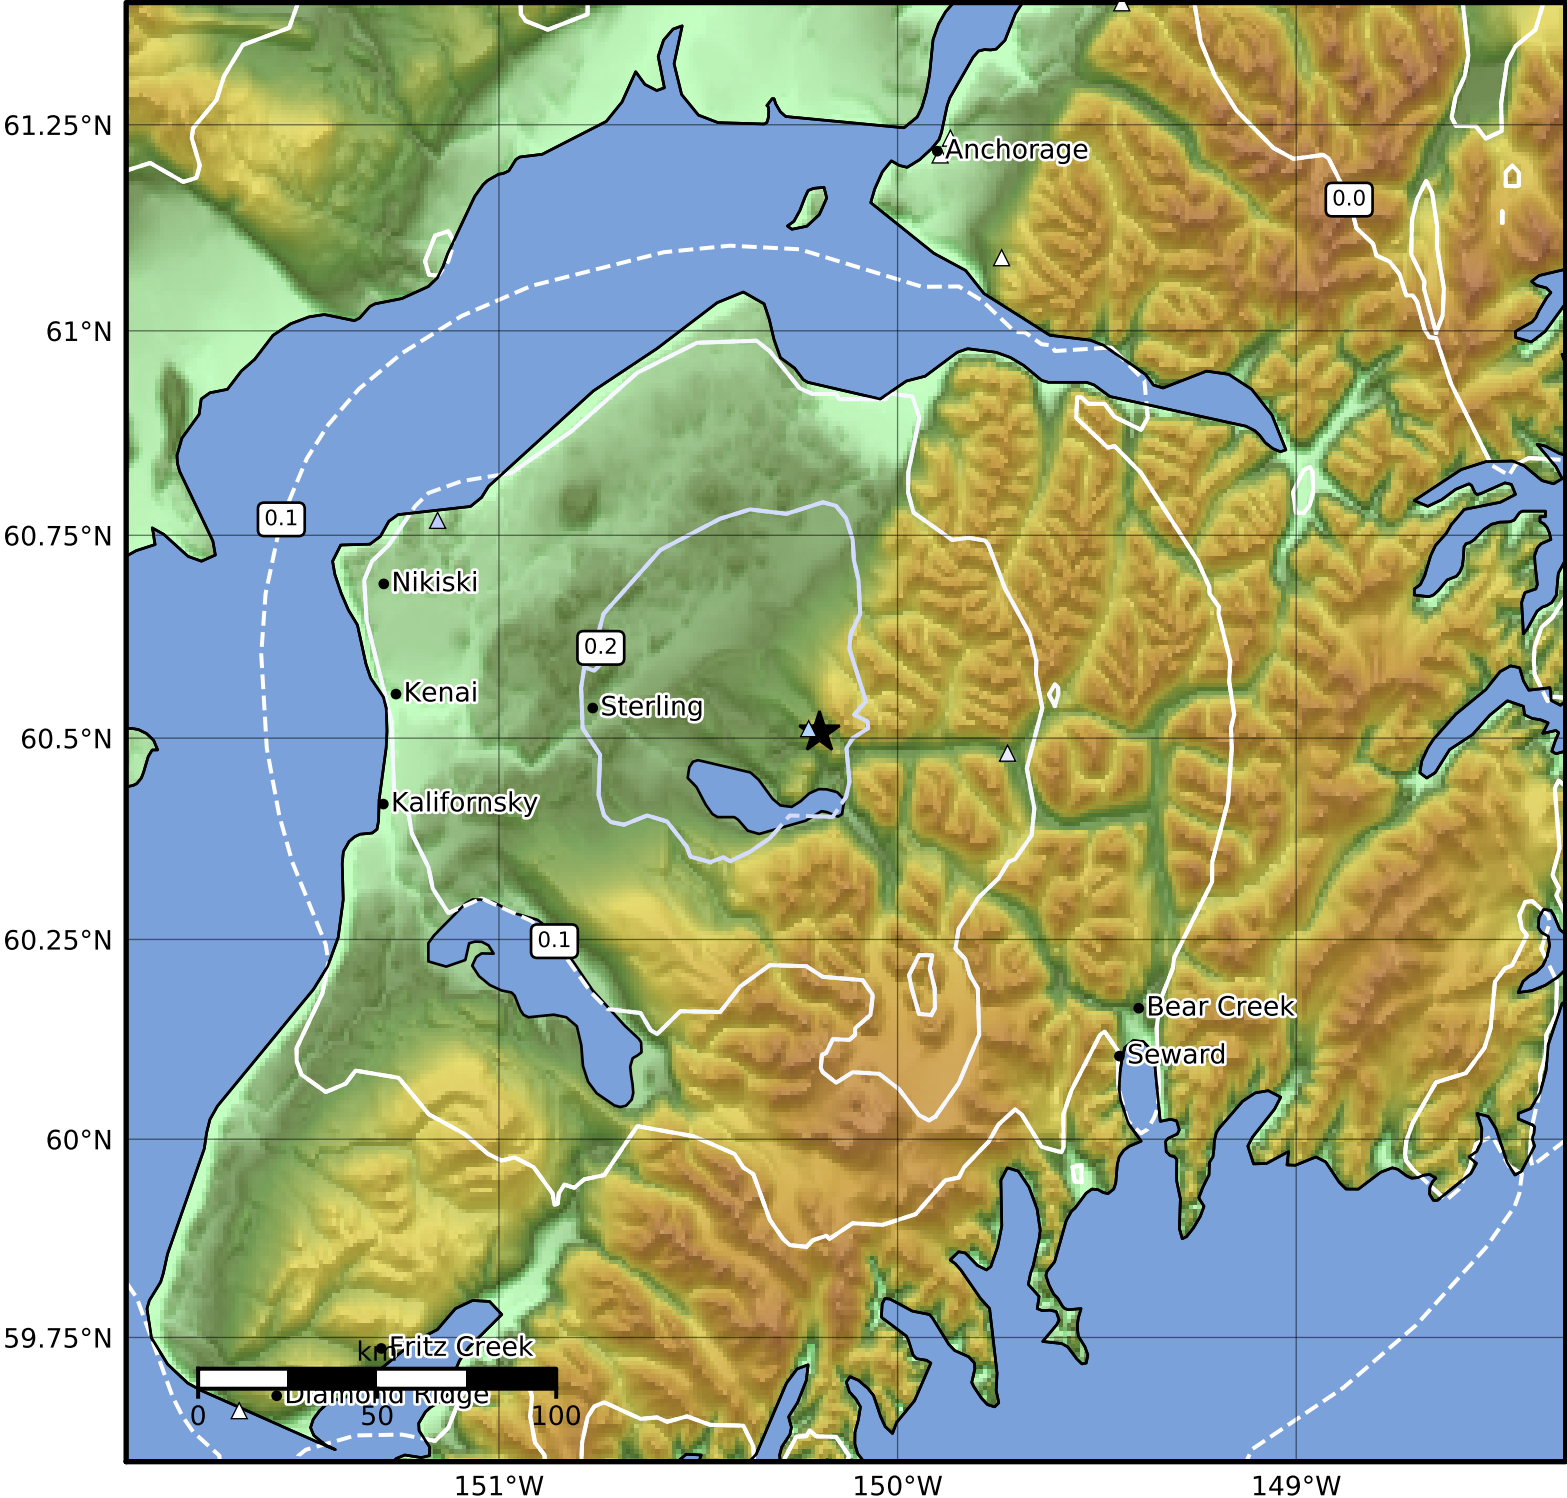 61.25°N
Anchorage
0.0
61°N
0.1
60.75°N
Nikiski
0.2
Kenai
Sterling
60.5°N
Kalifornsky
60.25°N
0.1
Bear Creek
Seward
60°N
59.75°N
km
Fritz Creek
Diamond Ridge
0 50 100
151°W 150°W 149°W